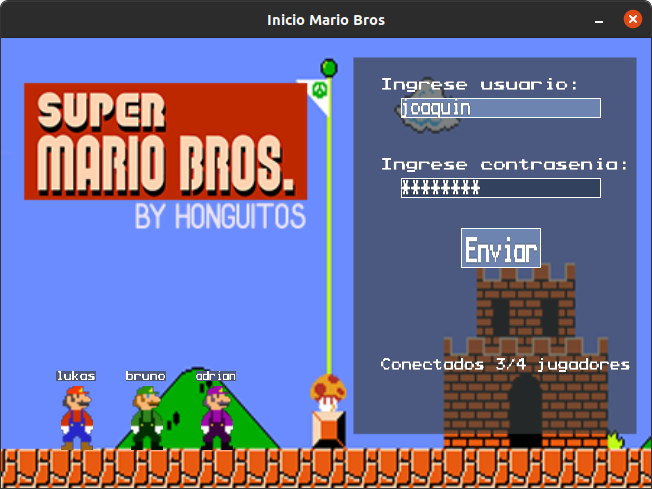 Inicio Mario Bros
SUPER
MARIO BROS.
BY HONGUITOS
Ingrese usuario:
joaquin
Ingrese contrasenia:
********
Enviar
Conectados 3/4 jugadores
lukas bruno adrian